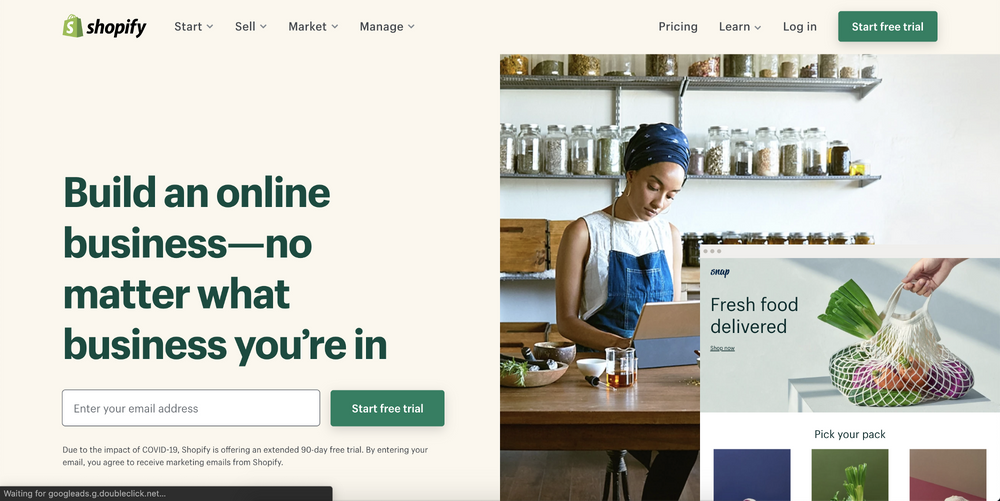 shopify
Start
Sell
Market
Manage
Pricing
Learn
Log in
Start free trial
Build an online
business—no
matter what
business you’re in
Enter your email address
Start free trial
Due to the impact of COVID-19, Shopify is offering an extended 90-day free trial. By entering your
email, you agree to receive marketing emails from Shopify.
snap
Fresh food
delivered
Shop now
Pick your pack
Waiting for googleads.g.doubleclick.net...